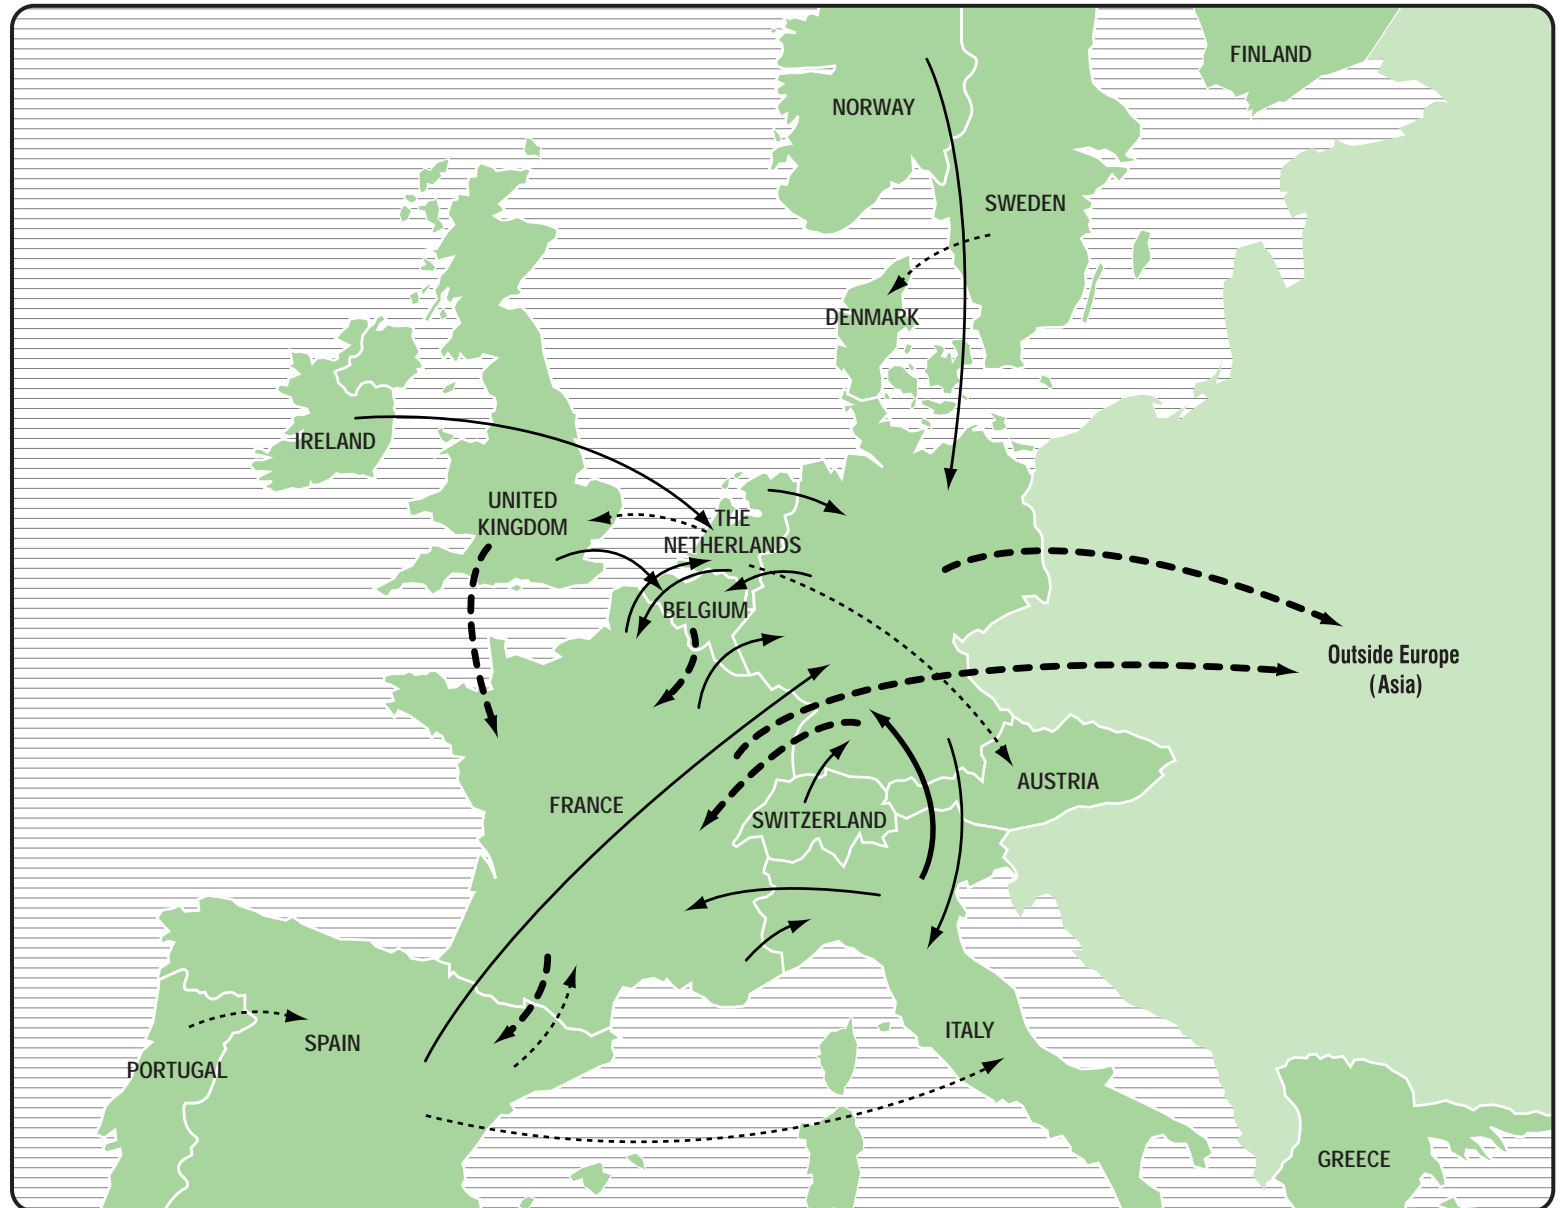 FINLAND
NORWAY
SWEDEN
DENMARK
IRELAND
UNITED
KINGDOM
THE
NETHERLANDS
BELGIUM
Outside Europe
(Asia)
AUSTRIA
FRANCE
SWITZERLAND
ITALY
SPAIN
PORTUGAL
GREECE